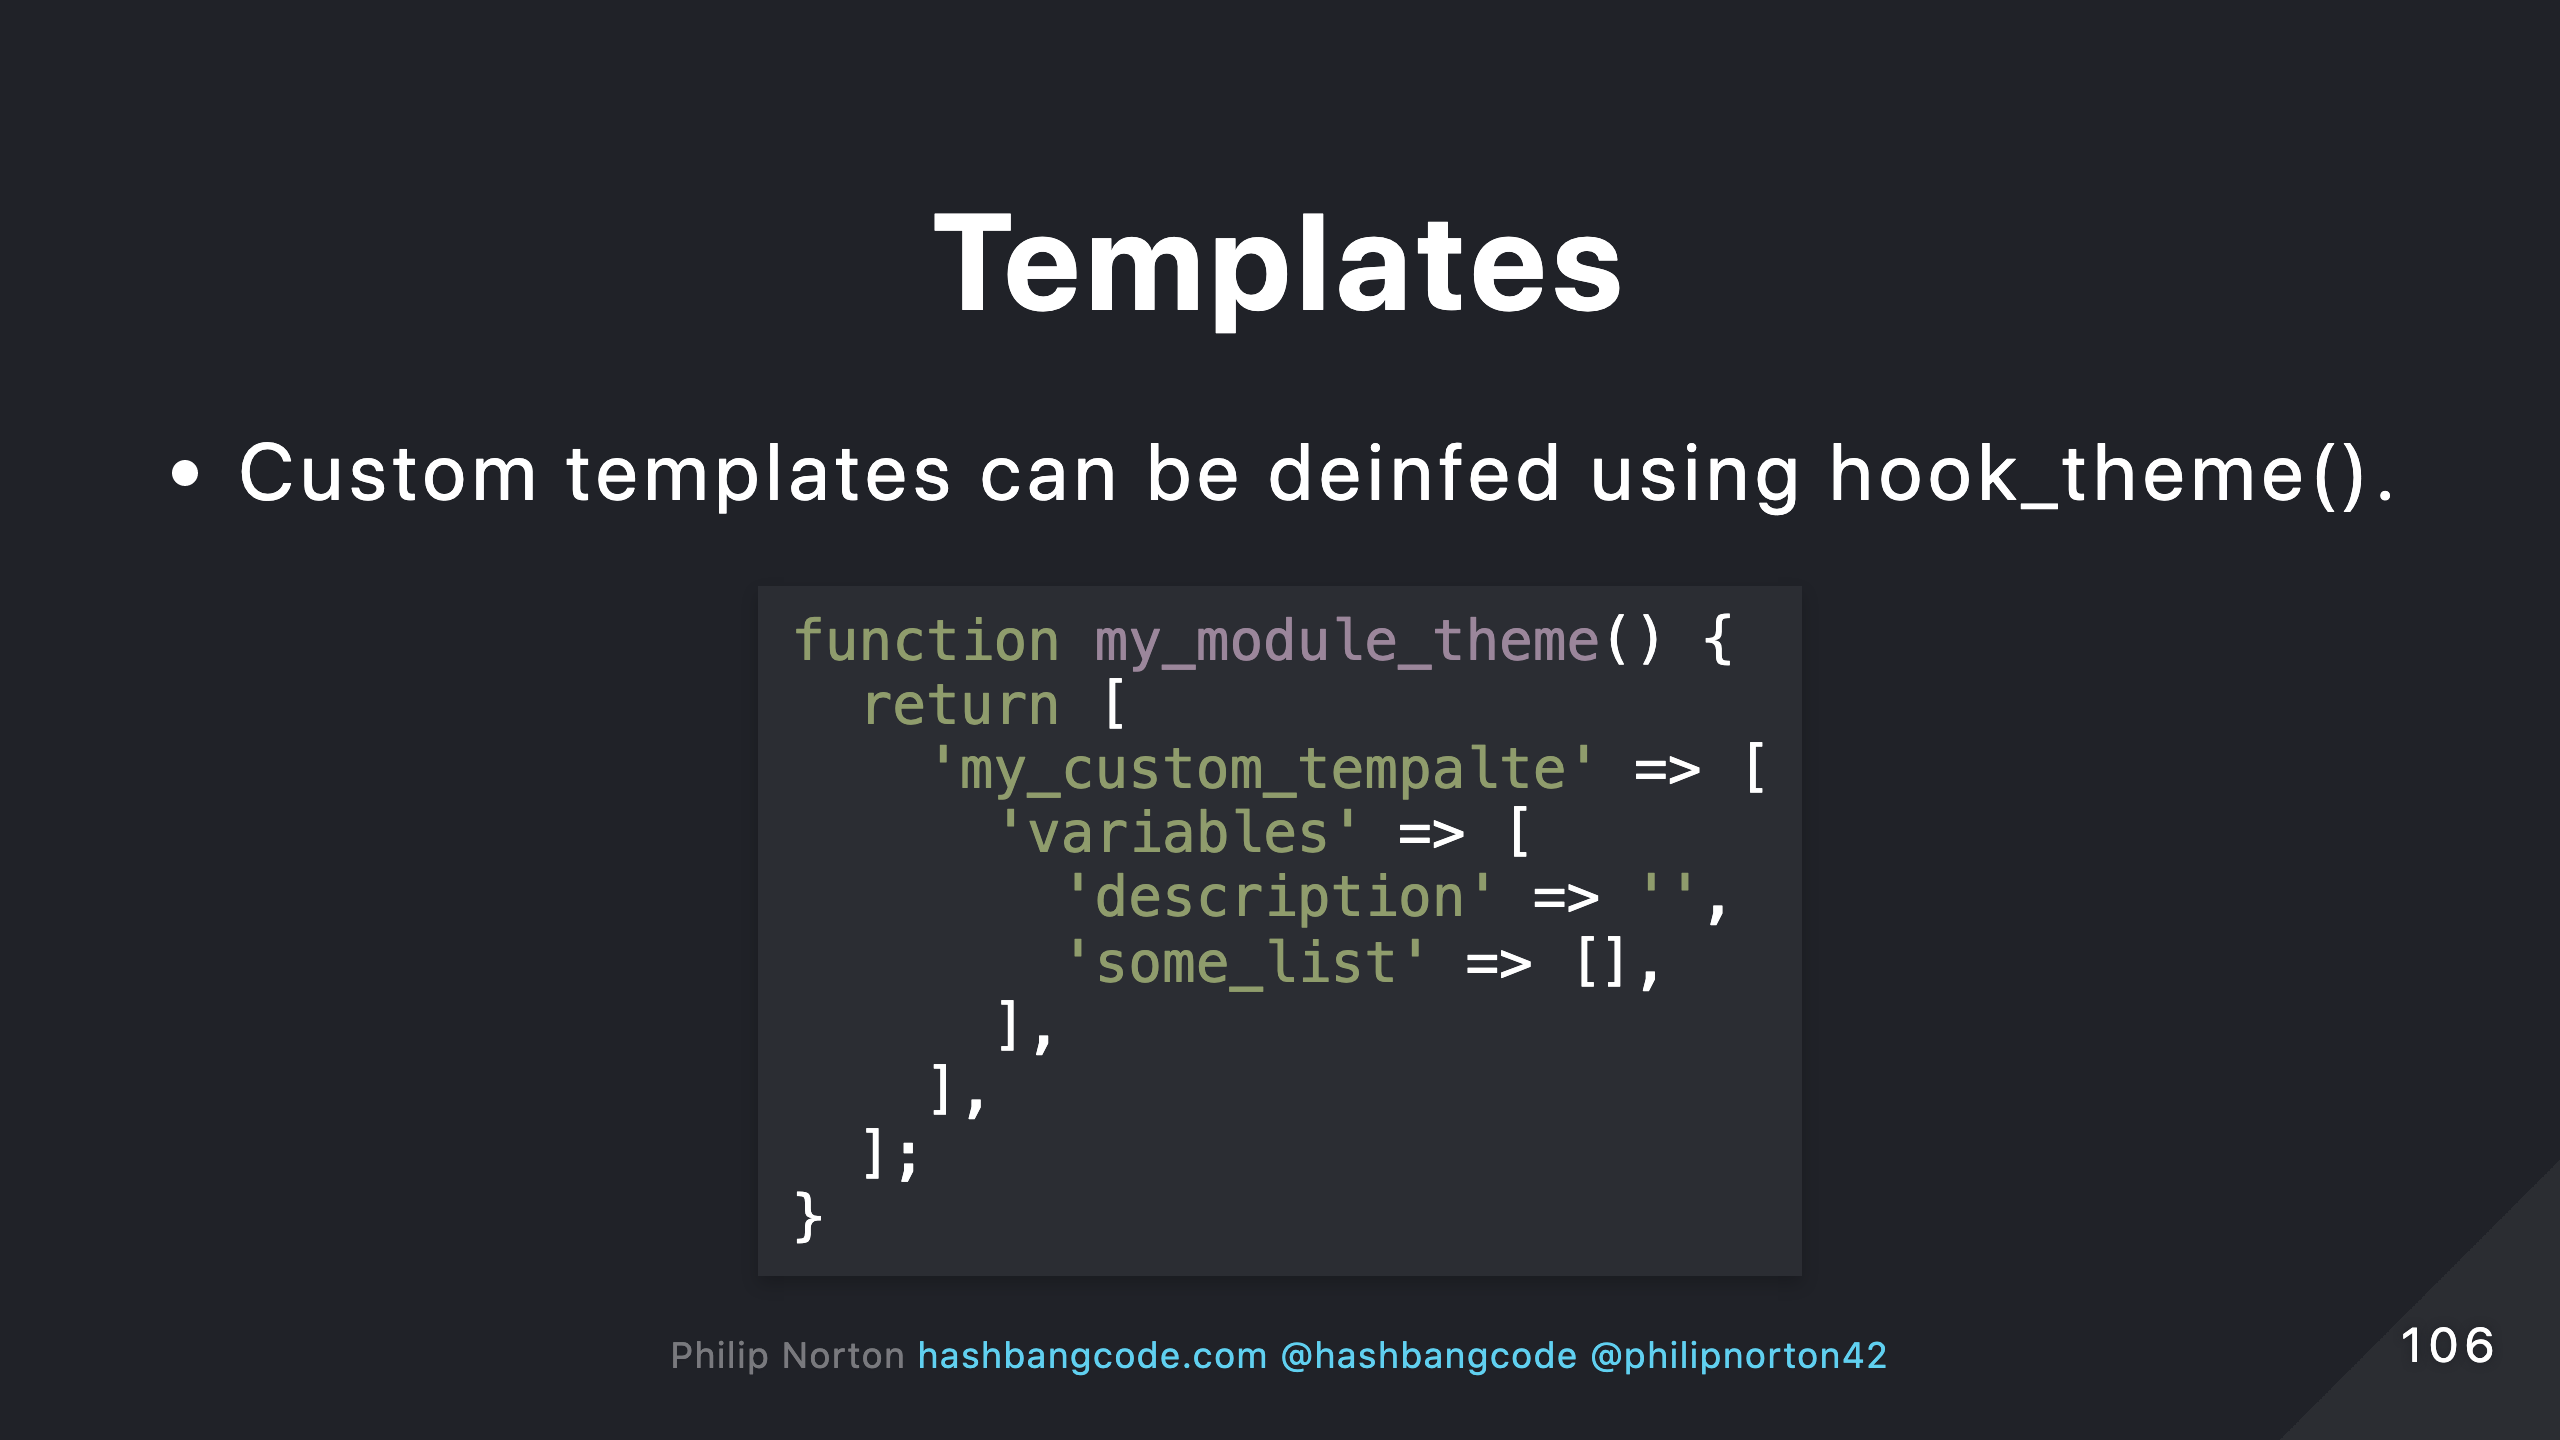 Templates
• Custom templates can be deinfed using hook_theme().
function my_module_theme() {
  return [
    'my_custom_tempalte' => [
      'variables' => [
        'description' => '',
        'some_list' => [],
      ],
    ],
  ];
}
Philip Norton hashbangcode.com @hashbangcode @philipnorton42
106